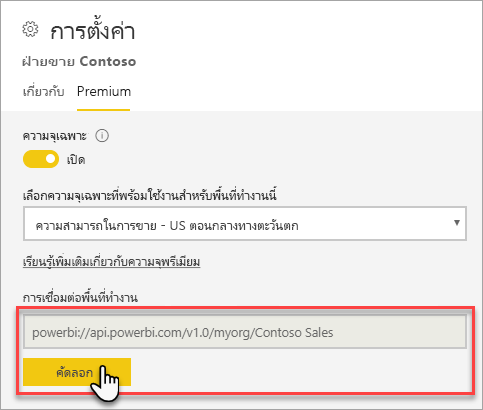 การตั้งค่า
ฝ่ายขาย Contoso
เกี่ยวกับ Premium
ความจุเฉพาะ
เปิด
เลือกความจุเฉพาะที่พร้อมใช้งานสำหรับพื้นที่ทำงานนี้
ความสามารถในการขาย - US ตอนกลางทางตะวันตก
เรียนรู้เพิ่มเติมเกี่ยวกับความจุพรีเมียม
การเชื่อมต่อพื้นที่ทำงาน
powerbi://api.powerbi.com/v1.0/myorg/Contoso Sales
คัดลอก